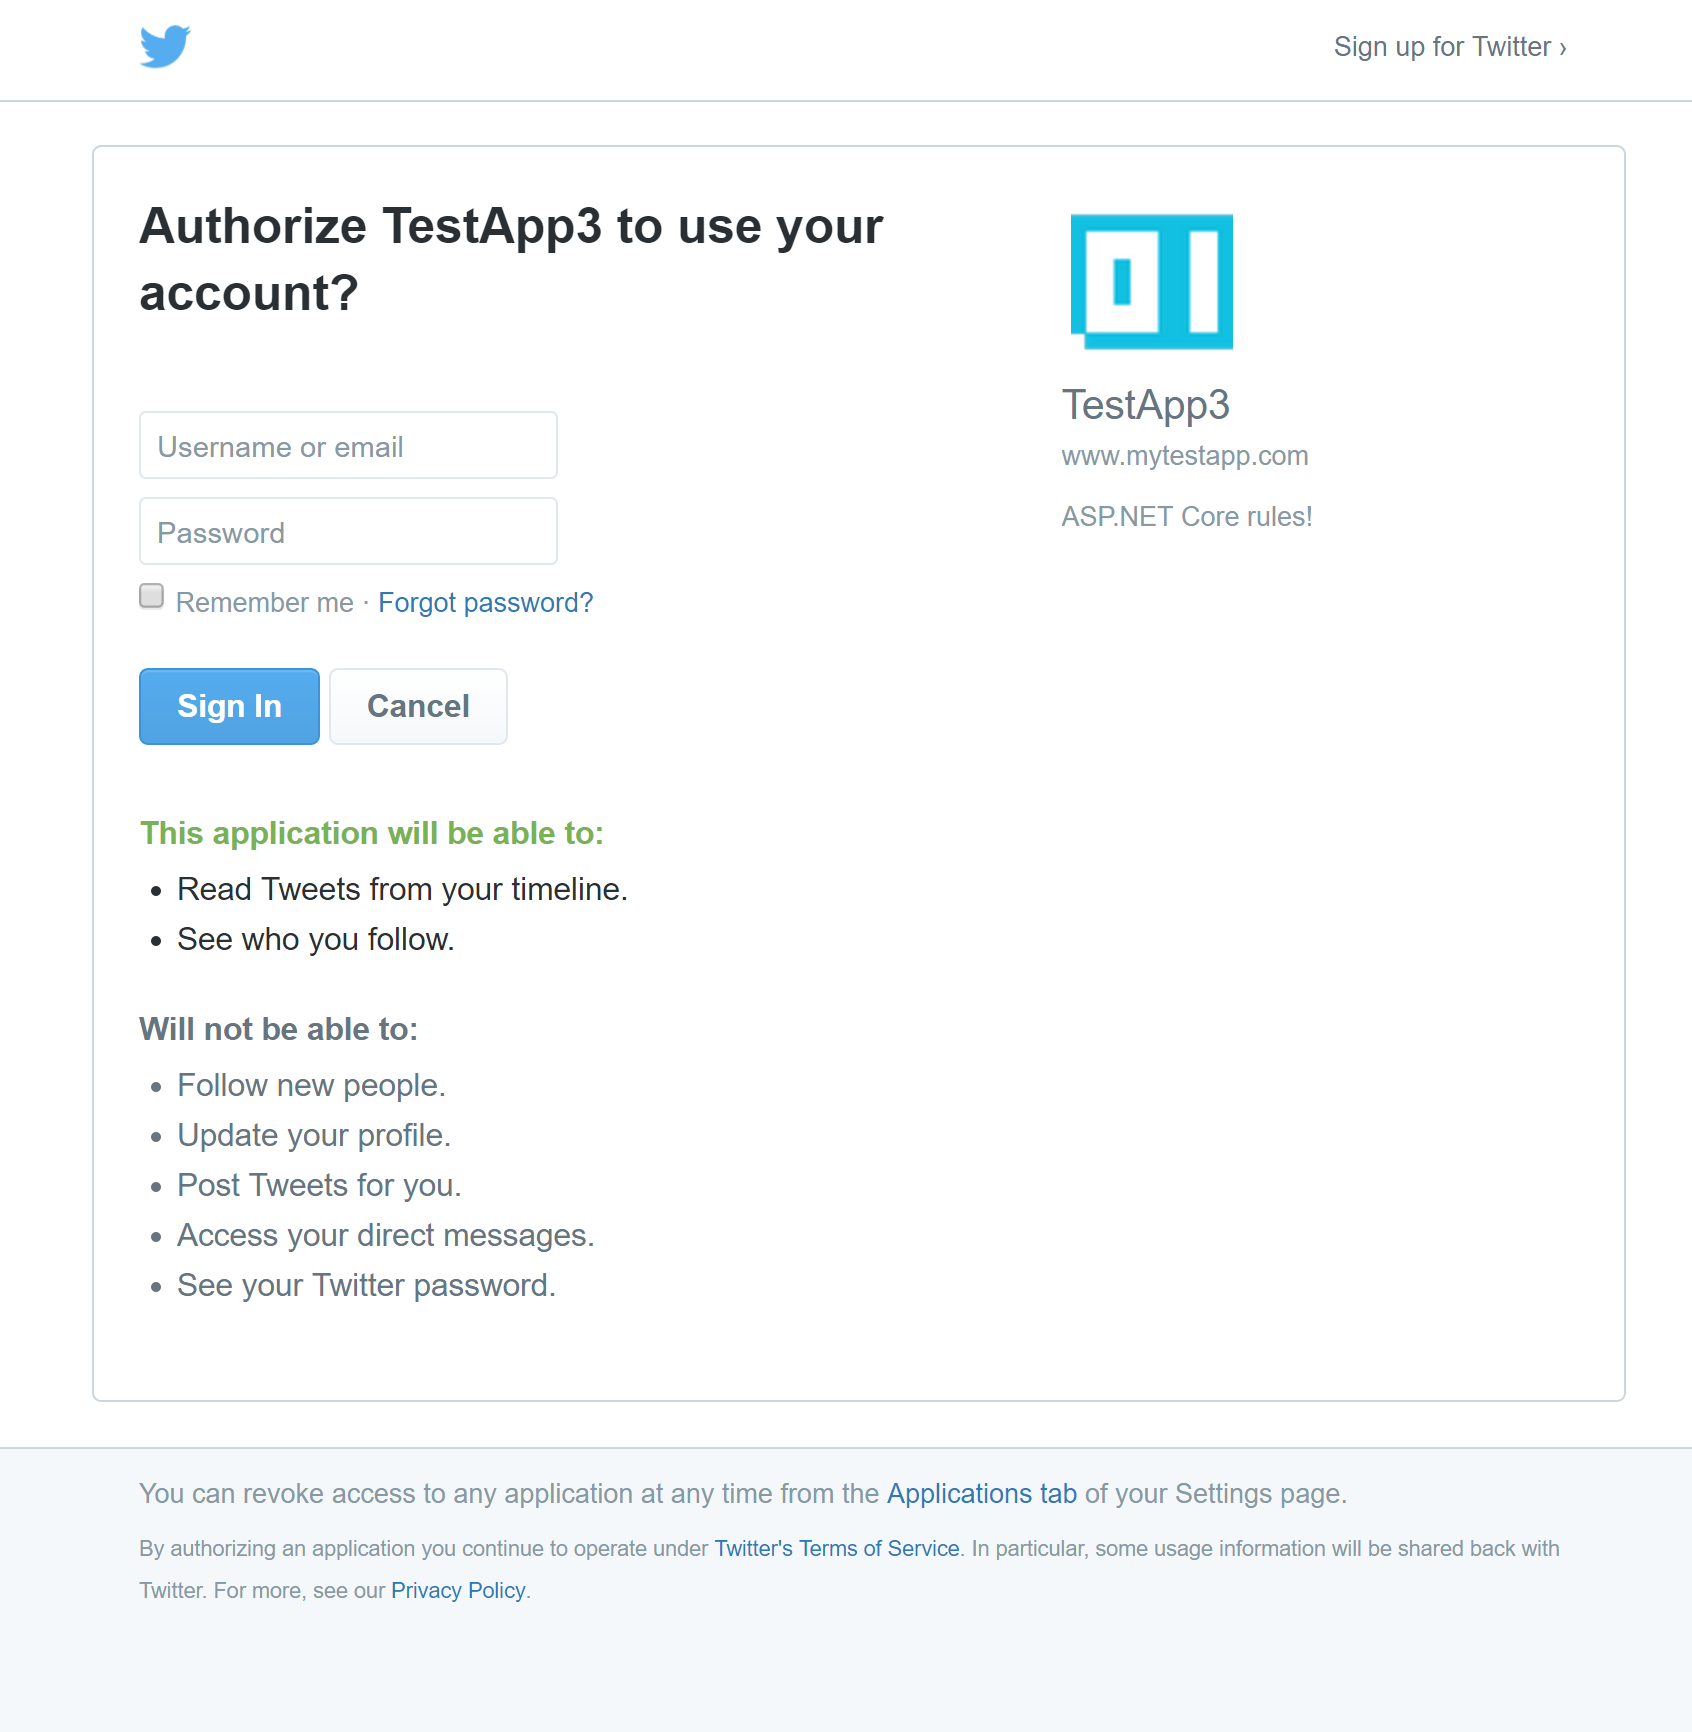 Sign up for Twitter ›
Authorize TestApp3 to use your
account?
Username or email
Password
Remember me · Forgot password?
Sign In
Cancel
TestApp3
www.mytestapp.com
ASP.NET Core rules!
This application will be able to:
• Read Tweets from your timeline.
• See who you follow.
Will not be able to:
• Follow new people.
• Update your profile.
• Post Tweets for you.
• Access your direct messages.
• See your Twitter password.
You can revoke access to any application at any time from the Applications tab of your Settings page.
By authorizing an application you continue to operate under Twitter's Terms of Service. In particular, some usage information will be shared back with
Twitter. For more, see our Privacy Policy.